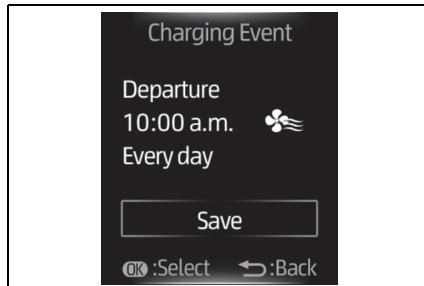 Charging Event
Departure
10:00 a.m.
Every day
Save
OK :Select :Back